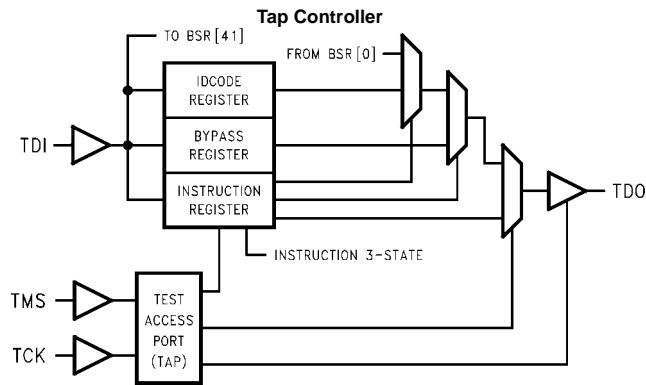 Tap Controller
TO BSR[41]
FROM BSR[0]
IDCODE
REGISTER
TDI
BYPASS
REGISTER
INSTRUCTION
REGISTER
TDO
INSTRUCTION 3-STATE
TMS
TEST
ACCESS
PORT
(TAP)
TCK